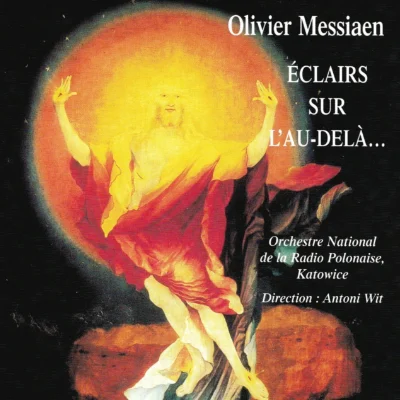 Olivier Messiaen
ÉCLAIRS
SUR
L'AU-DELÀ...
Orchestre National
de la Radio Polonaise,
Katowice
Direction : Antoni Wit